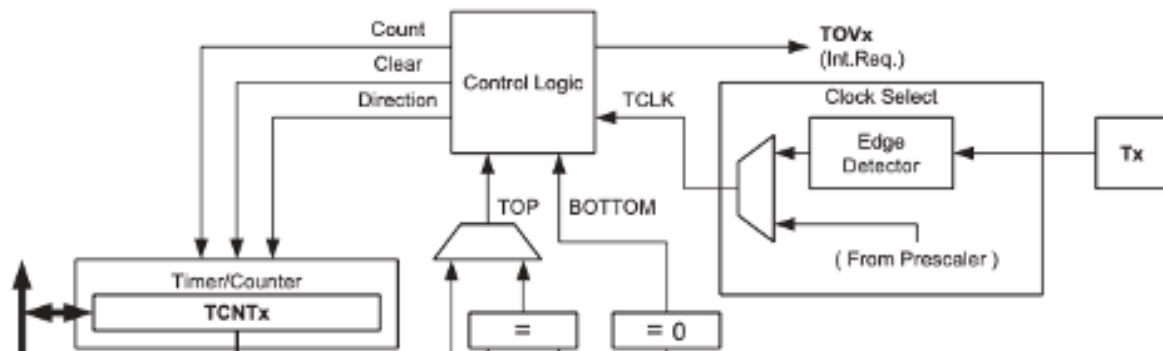 Count
Clear
Direction
Control Logic
TOVx
(Int.Req.)
TCLK
Clock Select
Edge
Detector
Tx
TOP
BOTTOM
( From Prescaler )
Timer/Counter
TCNTx
=
= 0